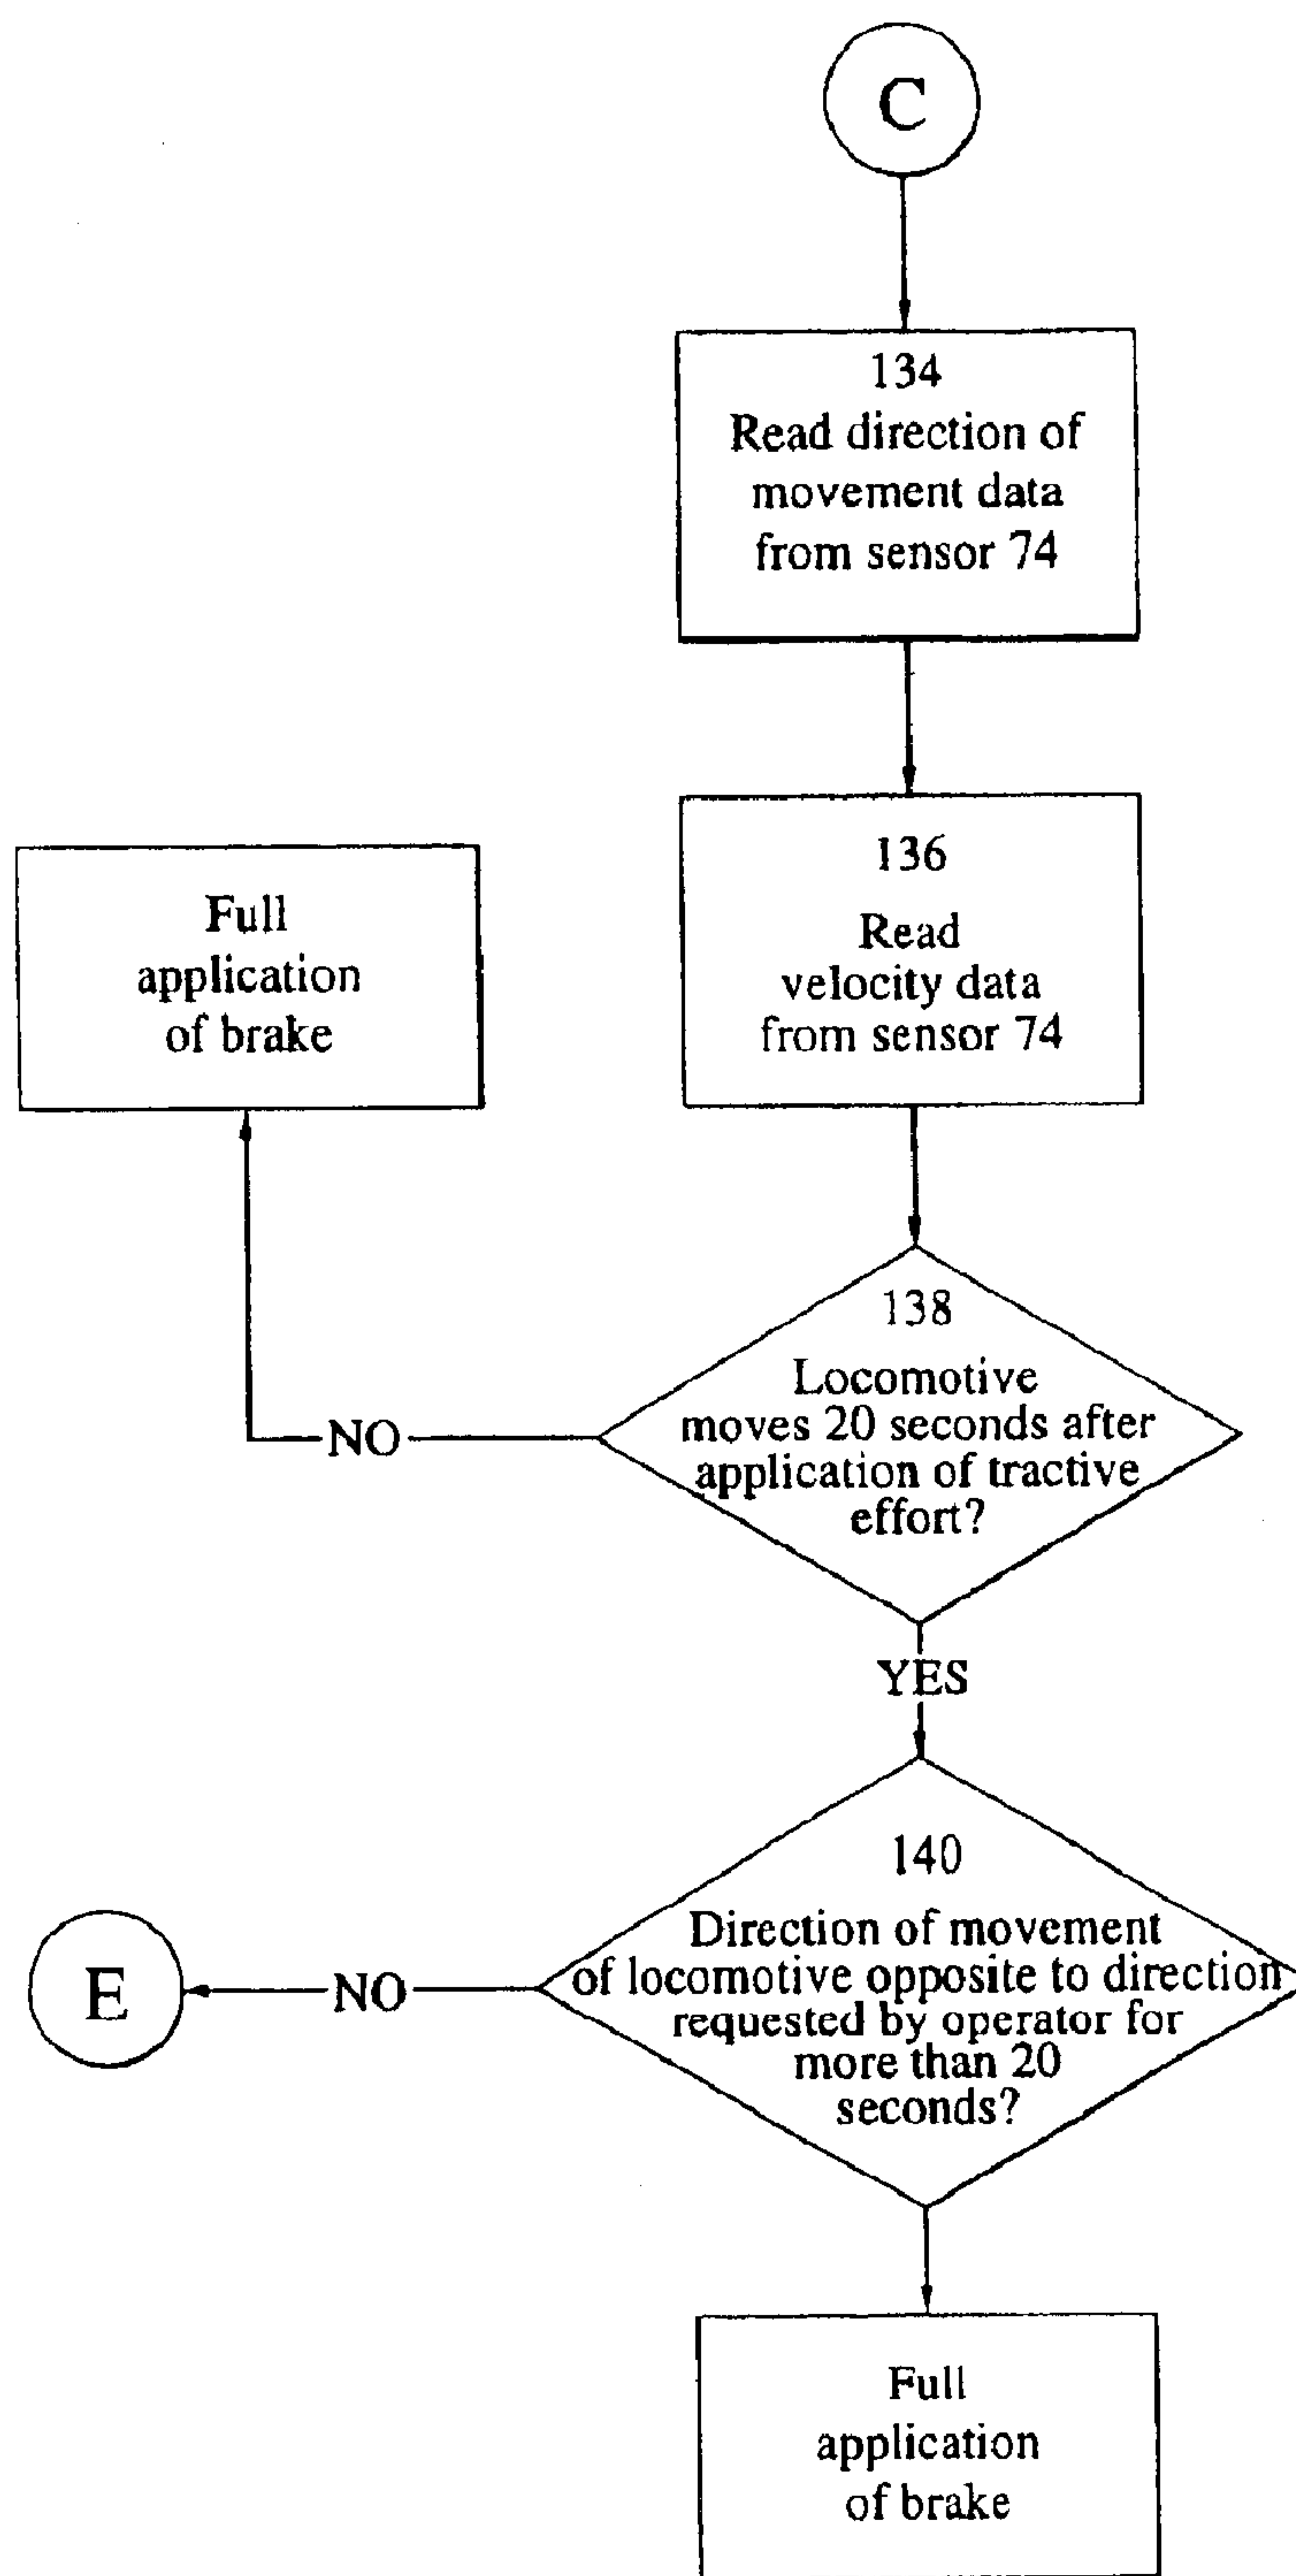 C
134
Read direction of
movement data
from sensor 74
136
Read
velocity data
from sensor 74
Full
application
of brake
138
Locomotive
moves 20 seconds after
application of tractive
effort?
NO
YES
140
Direction of movement
of locomotive opposite to direction
requested by operator for
more than 20
seconds?
NO
E
Full
application
of brake